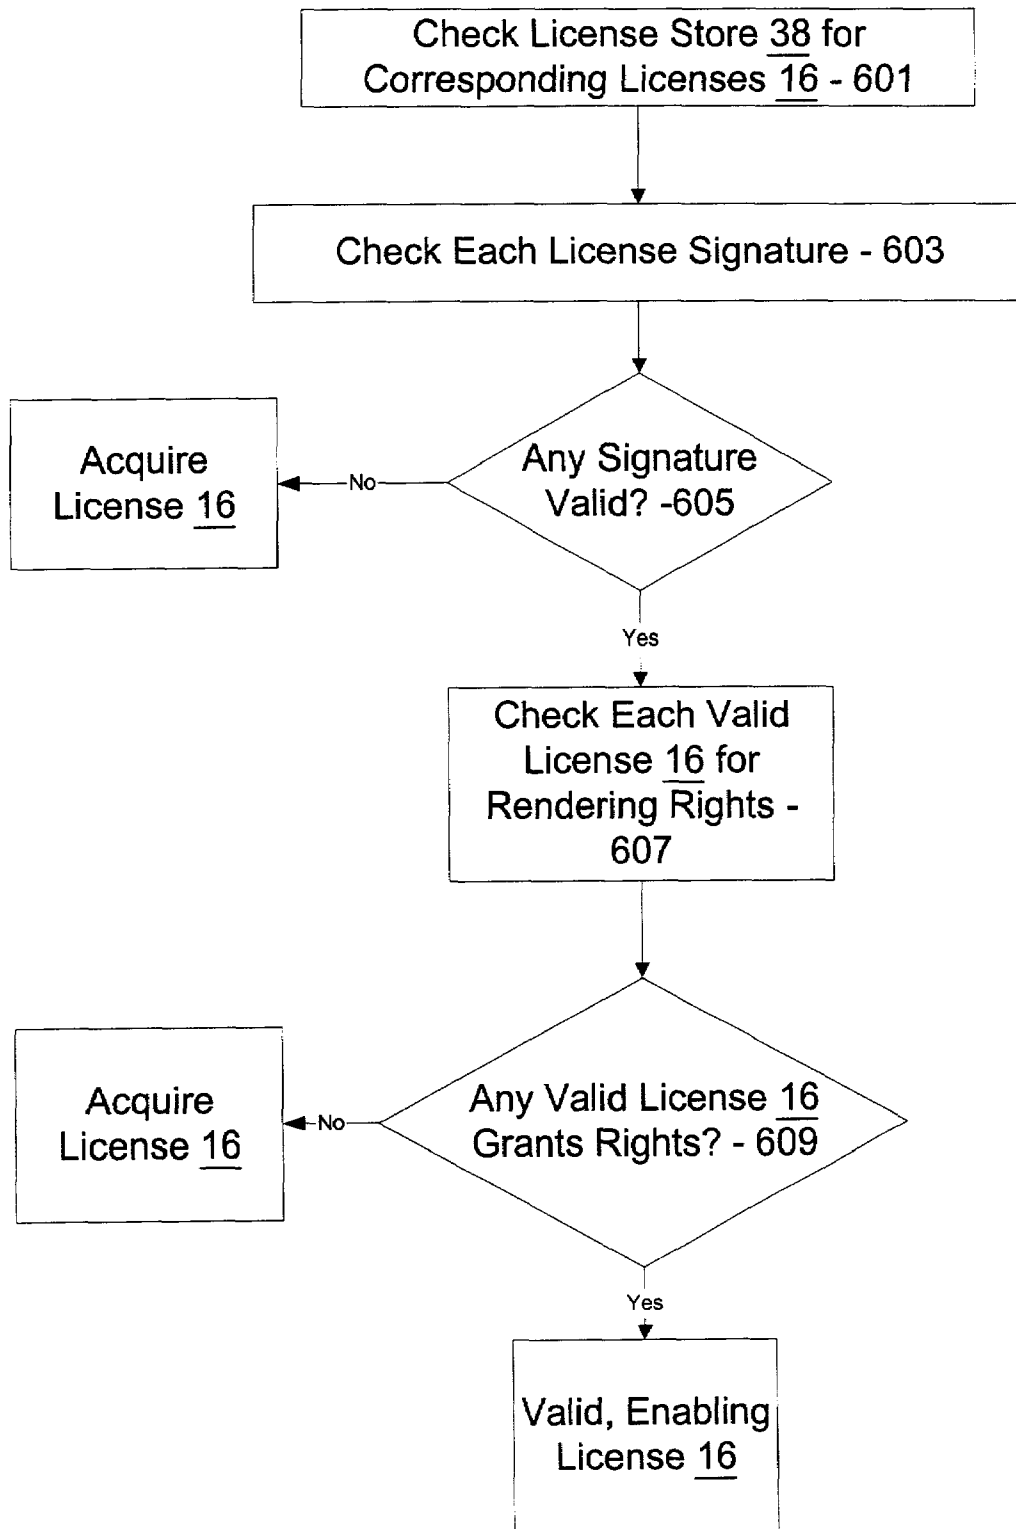 Check License Store 38 for
Corresponding Licenses 16 - 601
Check Each License Signature - 603
Any Signature
Valid? -605
No
Acquire
License 16
Yes
Check Each Valid
License 16 for
Rendering Rights -
607
Any Valid License 16
Grants Rights? - 609
No
Acquire
License 16
Yes
Valid, Enabling
License 16